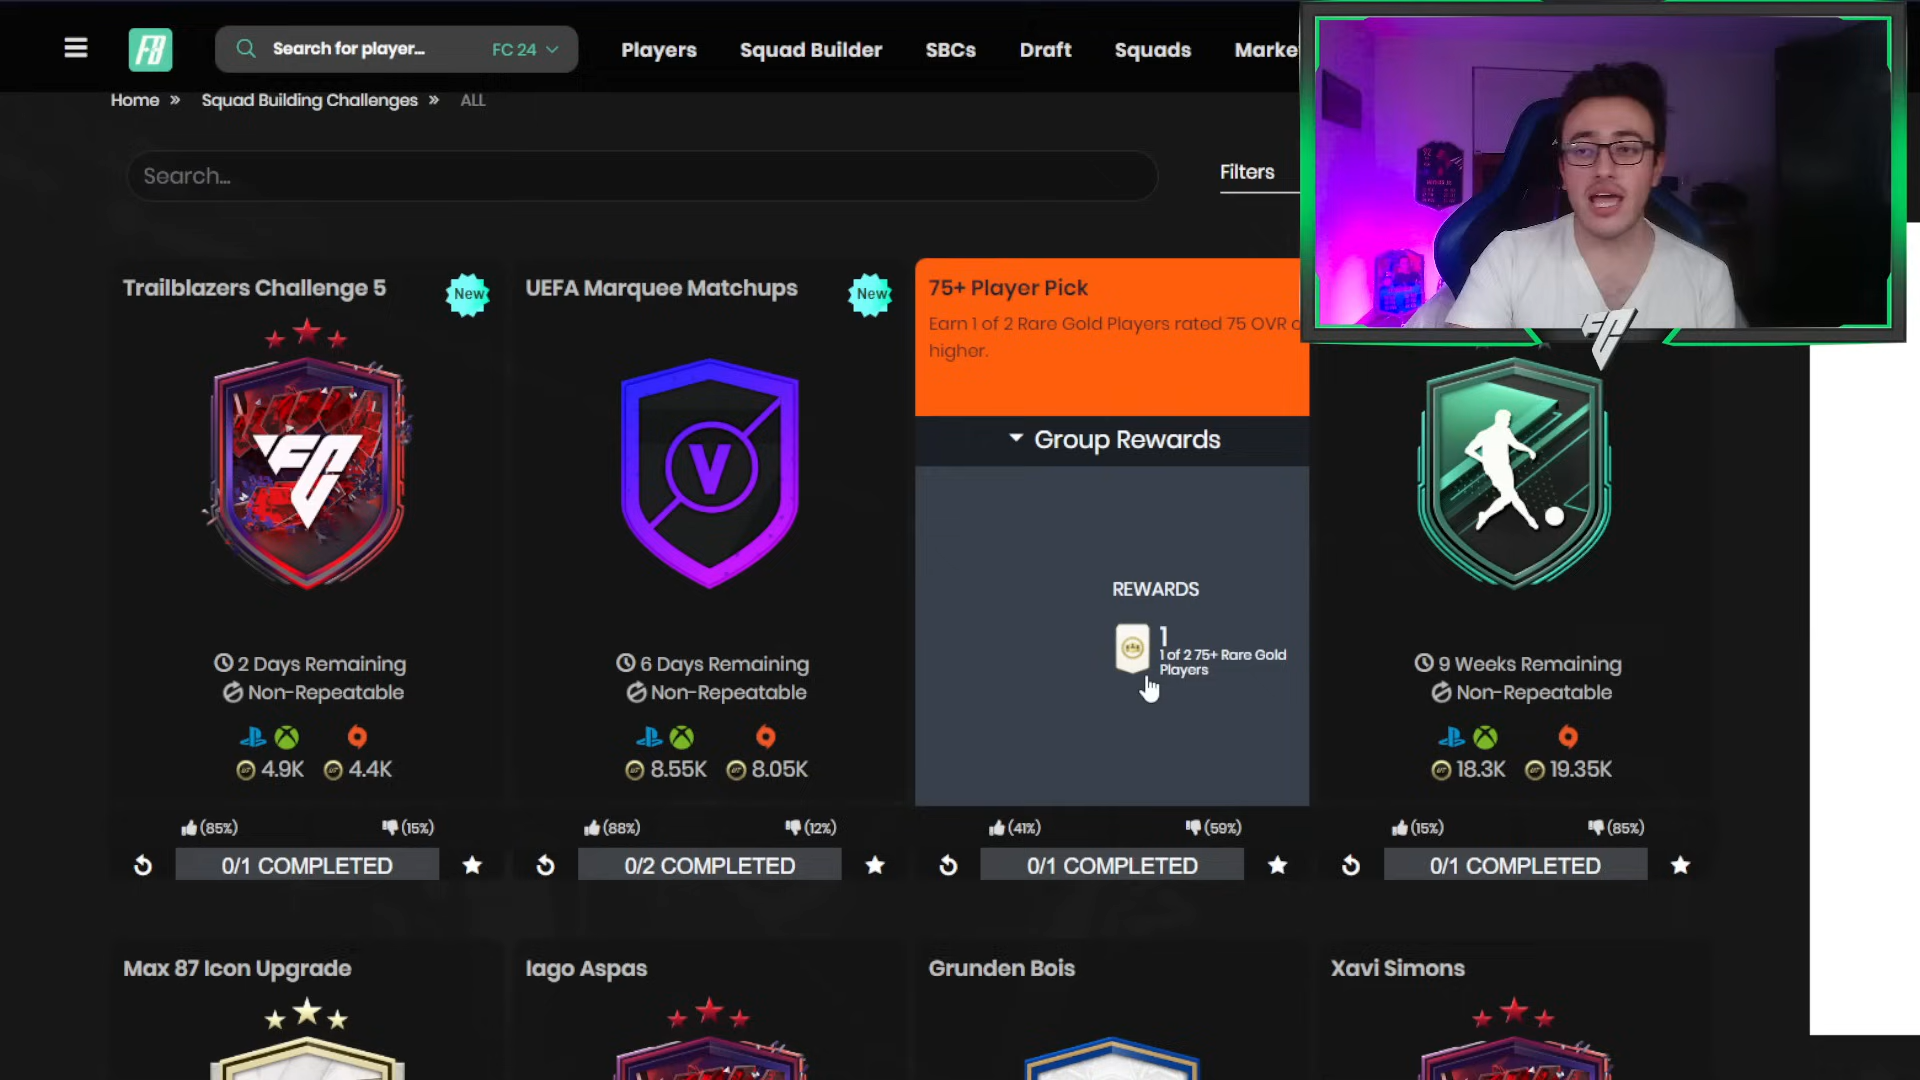 Search for player...
FC 24
Players
Squad Builder
SBCs
Draft
Squads
Marke
Home » Squad Building Challenges » ALL
Search...
Filters
Trailblazers Challenge 5
New
2 Days Remaining
Non-Repeatable
4.9K
4.4K
(85%)
(15%)
0/1 COMPLETED
UEFA Marquee Matchups
New
V
6 Days Remaining
Non-Repeatable
8.55K
8.05K
(88%)
(12%)
0/2 COMPLETED
75+ Player Pick
Earn 1 of 2 Rare Gold Players rated 75 OVR
higher.
Group Rewards
REWARDS
1
1 of 2 75+ Rare Gold
Players
(41%)
(59%)
0/1 COMPLETED
9 Weeks Remaining
Non-Repeatable
18.3K
19.35K
(15%)
(85%)
0/1 COMPLETED
Max 87 Icon Upgrade
Iago Aspas
Grunden Bois
Xavi Simons